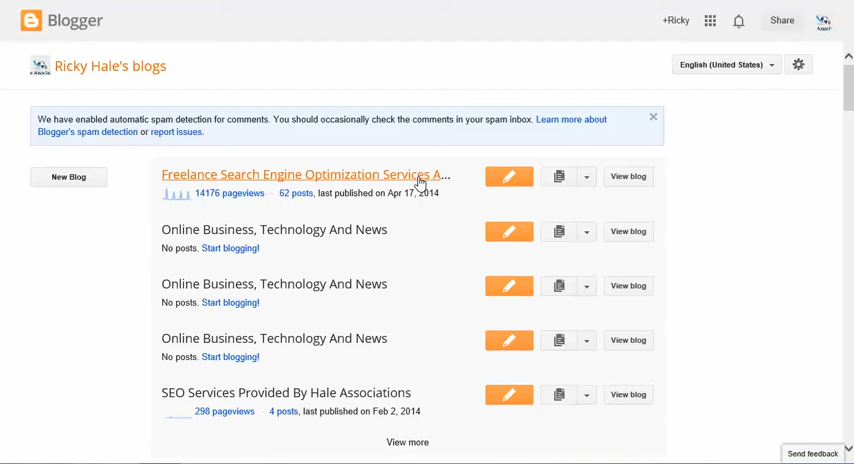 Blogger
+Ricky
Share
Ricky Hale's blogs
English (United States)
We have enabled automatic spam detection for comments. You should occasionally check the comments in your spam inbox. Learn more about
Blogger's spam detection or report issues.
New Blog
Freelance Search Engine Optimization Services A...
View blog
14176 pageviews - 62 posts, last published on Apr 17, 2014
Online Business, Technology And News
View blog
No posts. Start blogging!
Online Business, Technology And News
View blog
No posts. Start blogging!
Online Business, Technology And News
View blog
No posts. Start blogging!
SEO Services Provided By Hale Associations
View blog
298 pageviews - 4 posts, last published on Feb 2, 2014
View more
Send feedback